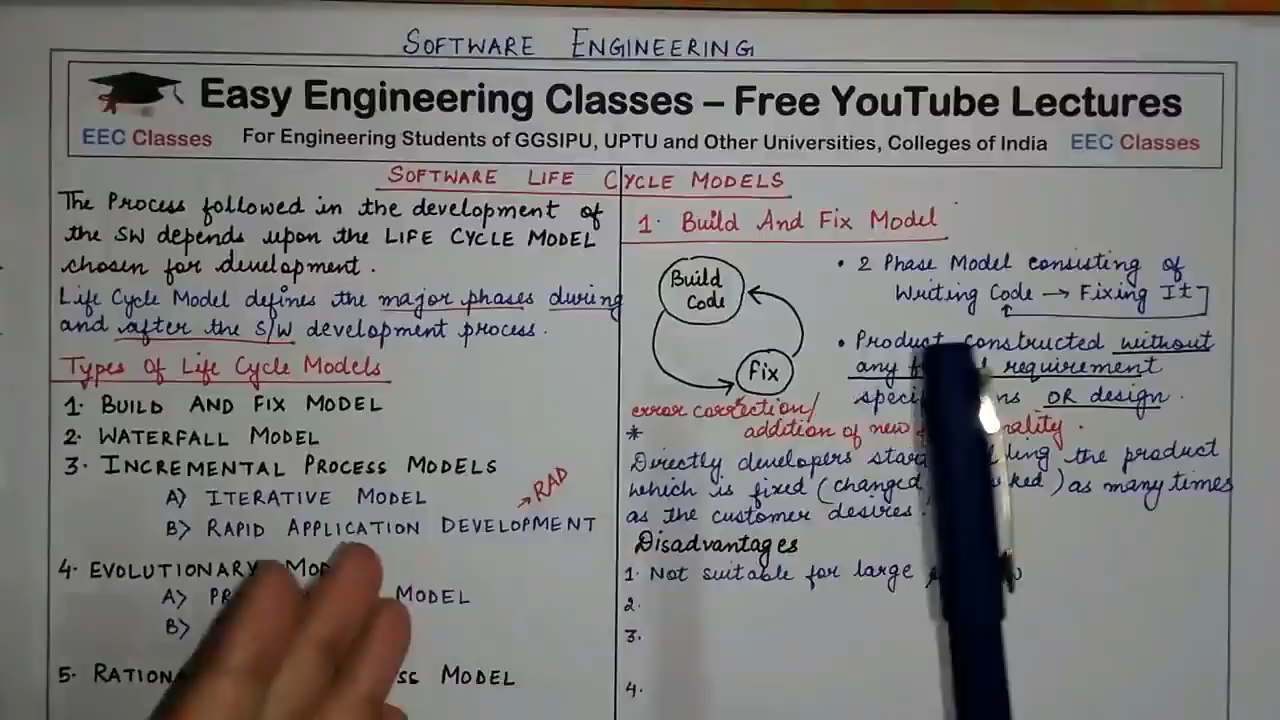 SOFTWARE ENGINEERING
Easy Engineering Classes – Free YouTube Lectures
EEC Classes For Engineering Students of GGSIPU, UPTU and Other Universities, Colleges of India EEC Classes
SOFTWARE LIFE CYCLE MODELS
The Process followed in the development of
the SW depends upon the LIFE CYCLE MODEL
chosen for development.
Life Cycle Model defines the major phases during
and after the S/W development process.
Types of Life Cycle Models
1. BUILD AND FIX MODEL
2. WATERFALL MODEL
3. INCREMENTAL PROCESS MODELS
A) ITERATIVE MODEL
B) RAPID APPLICATION DEVELOPMENT
→ RAD
4. EVOLUTIONARY
A) MODEL
B)
5. MODEL
1. Build And Fix Model
Build
Code
Fix
• 2 Phase Model consisting of
Writing Code → Fixing It
• Product constructed without
any requirement
OR design.
error correction/
addition of new
*
Directly developers the product
which is fixed (changed) as many times
as the customer desires.
Disadvantages
1. Not suitable for large
2.
3.
4.